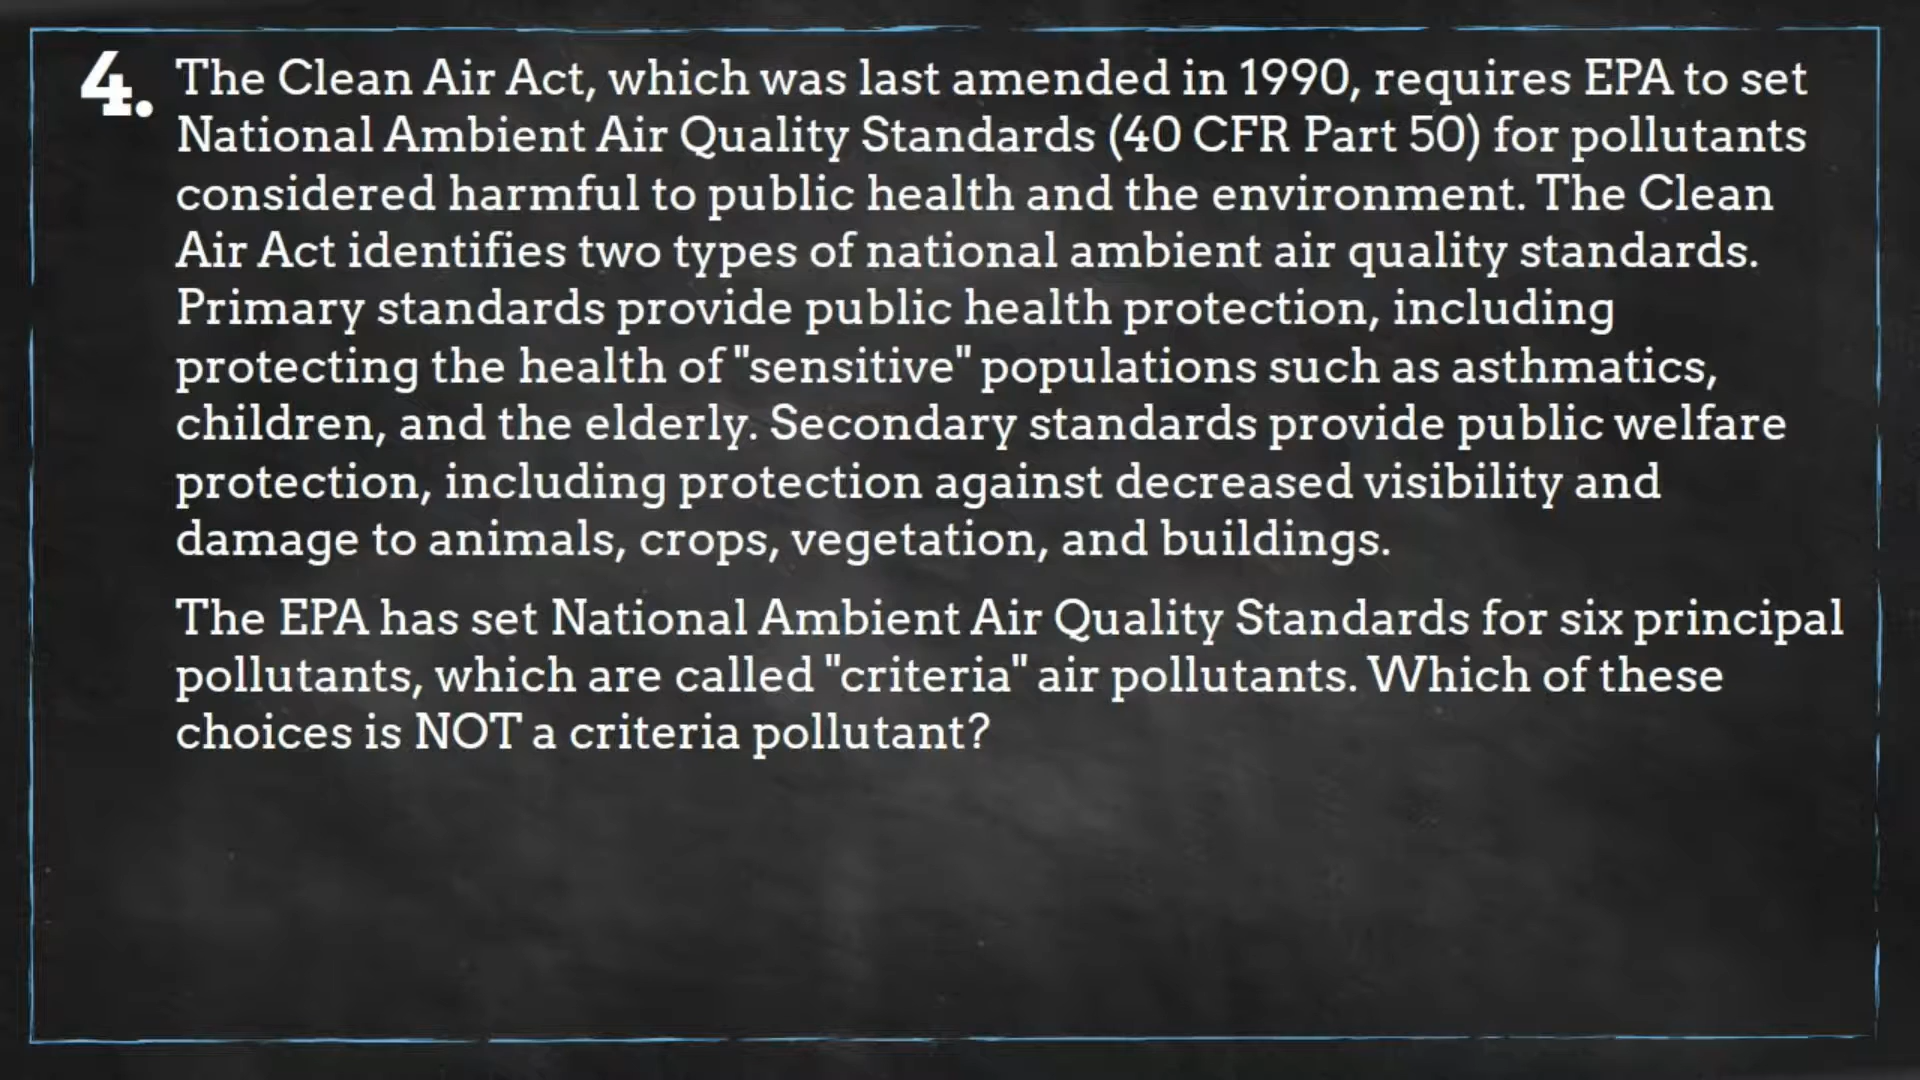 4. The Clean Air Act, which was last amended in 1990, requires EPA to set
National Ambient Air Quality Standards (40 CFR Part 50) for pollutants
considered harmful to public health and the environment. The Clean
Air Act identifies two types of national ambient air quality standards.
Primary standards provide public health protection, including
protecting the health of "sensitive" populations such as asthmatics,
children, and the elderly. Secondary standards provide public welfare
protection, including protection against decreased visibility and
damage to animals, crops, vegetation, and buildings.
The EPA has set National Ambient Air Quality Standards for six principal
pollutants, which are called "criteria" air pollutants. Which of these
choices is NOT a criteria pollutant?